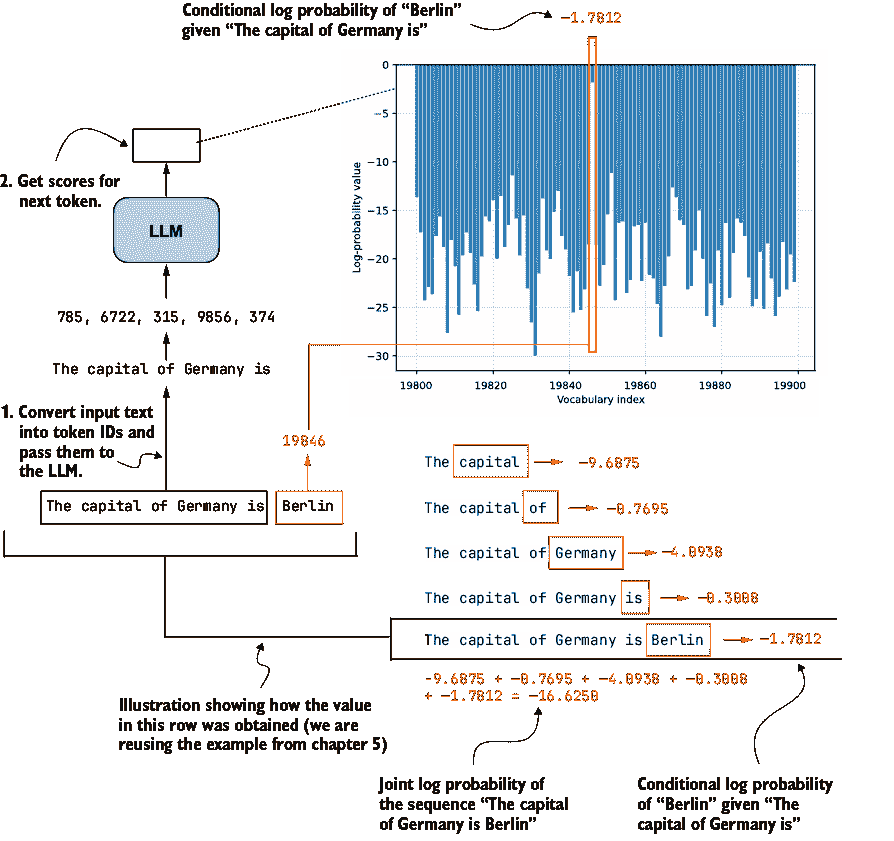 Conditional log probability of “Berlin”
given “The capital of Germany is”
-1.7812
0
−5
−10
−15
−20
−25
−30
Log-probability value
19800
19820
19840
19860
19880
19900
Vocabulary index
2. Get scores for
next token.
LLM
785, 6722, 315, 9856, 374
The capital of Germany is
1. Convert input text
into token IDs and
pass them to
the LLM.
19846
The capital of Germany is Berlin
The capital -9.6875
The capital of -0.7695
The capital of Germany -4.0938
The capital of Germany is -0.3008
The capital of Germany is Berlin -1.7812
-9.6875 + -0.7695 + -4.0938 + -0.3008
+ -1.7812 = -16.6250
Illustration showing how the value
in this row was obtained (we are
reusing the example from chapter 5)
Joint log probability of
the sequence “The capital
of Germany is Berlin”
Conditional log probability
of “Berlin” given “The
capital of Germany is”